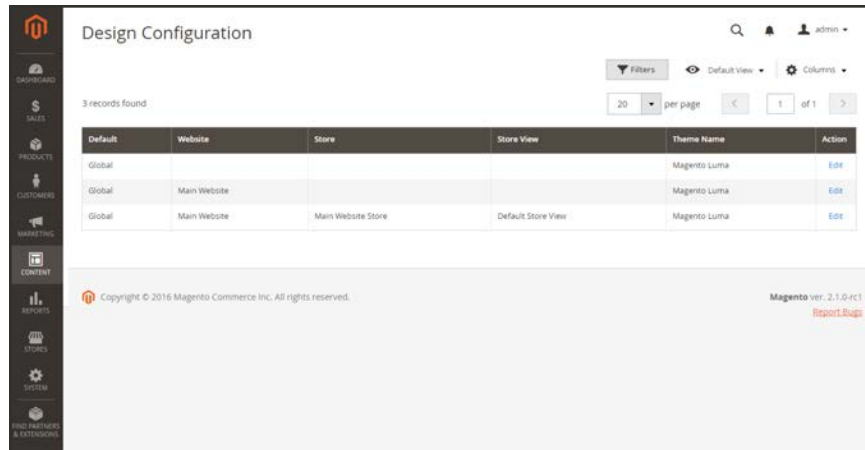 Design Configuration
admin
DASHBOARD
Filters
Default View
Columns
SALES
3 records found
20 per page 1 of 1
PRODUCTS
Default Website Store Store View Theme Name Action
Global Magento Luma Edit
CUSTOMERS
Global Main Website Magento Luma Edit
Global Main Website Main Website Store Default Store View Magento Luma Edit
MARKETING
CONTENT
Copyright © 2016 Magento Commerce Inc. All rights reserved.
Magento ver. 2.1.0-rc1
REPORTS
Report Bugs
STORES
SYSTEM
FIND PARTNERS
& EXTENSIONS